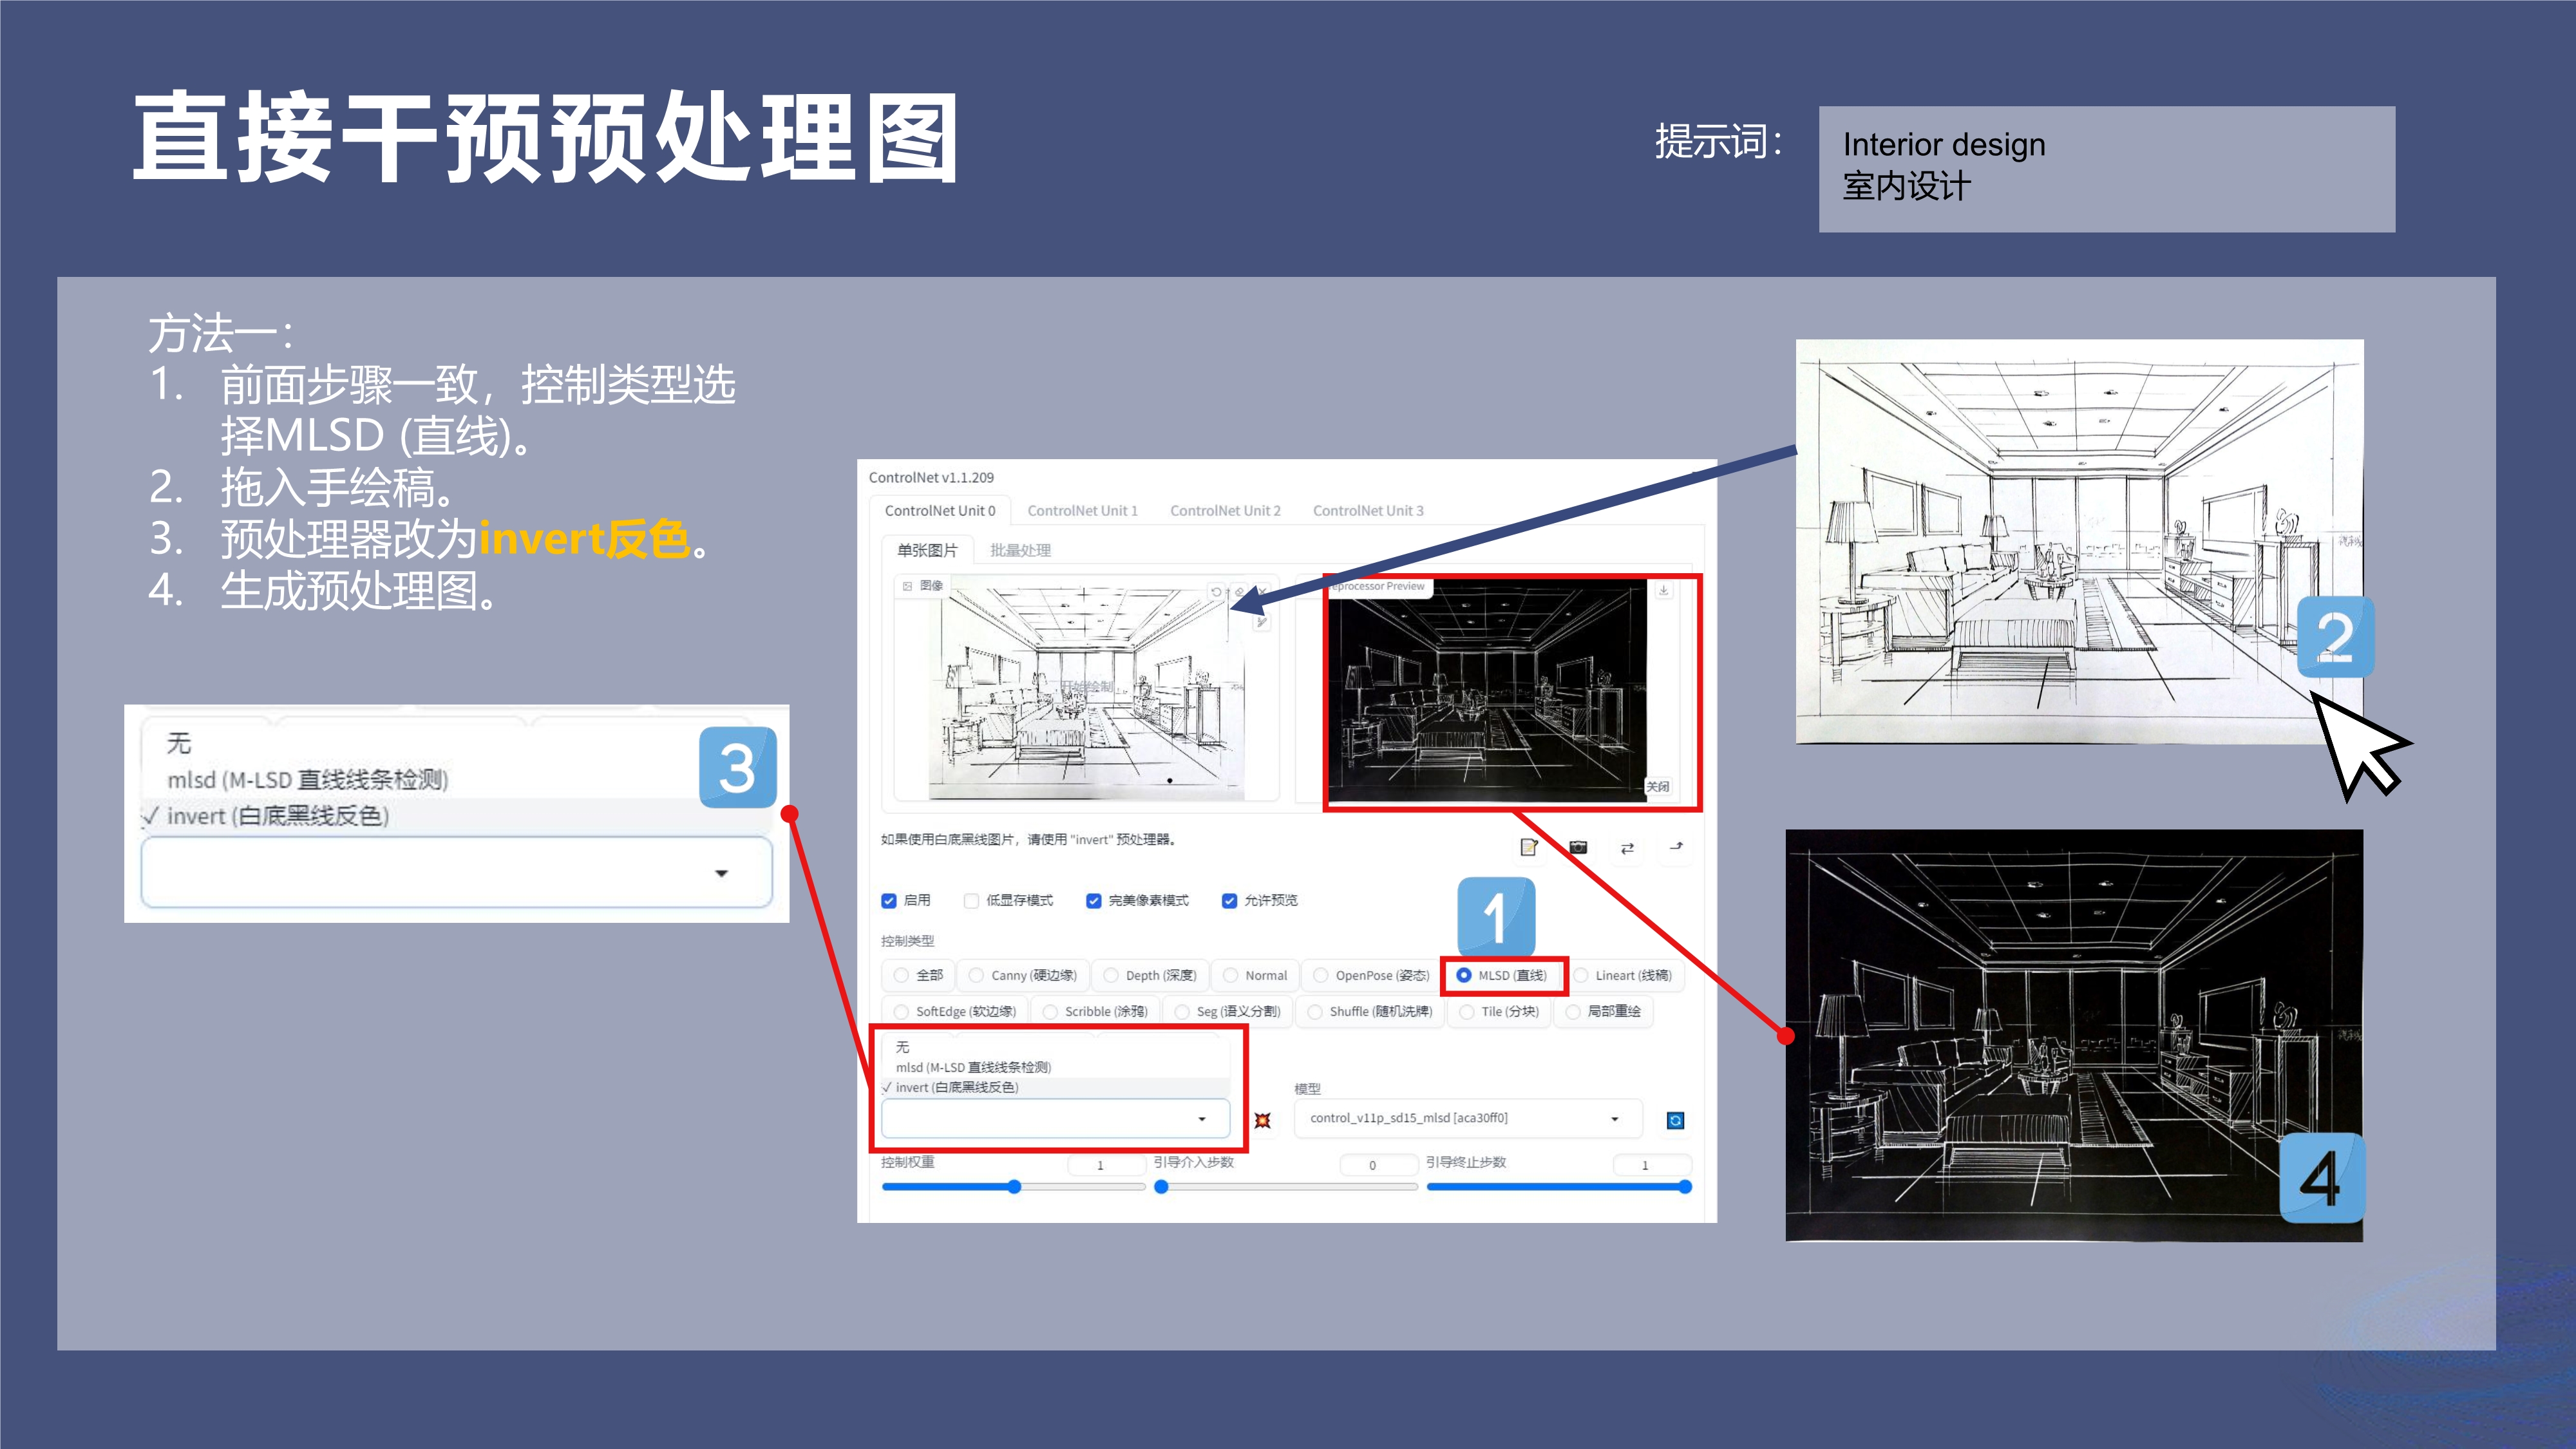 直接干预预处理图
提示词：
Interior design
室内设计
方法一：
1. 前面步骤一致，控制类型选
择MLSD (直线)。
2. 拖入手绘稿。
3. 预处理器改为invert反色。
4. 生成预处理图。
无
mlsd (M-LSD 直线线条检测)
✓ invert (白底黑线反色)
3
ControlNet v1.1.209
ControlNet Unit 0
ControlNet Unit 1
ControlNet Unit 2
ControlNet Unit 3
单张图片
批量处理
图像
开始绘制
eprocessor Preview
关闭
如果使用白底黑线图片，请使用 "invert" 预处理器。
启用
低显存模式
完美像素模式
允许预览
1
控制类型
全部
Canny (硬边缘)
Depth (深度)
Normal
OpenPose (姿态)
MLSD (直线)
Lineart (线稿)
SoftEdge (软边缘)
Scribble (涂鸦)
Seg (语义分割)
Shuffle (随机洗牌)
Tile (分块)
局部重绘
无
mlsd (M-LSD 直线线条检测)
✓ invert (白底黑线反色)
模型
control_v11p_sd15_mlsd [aca30ff0]
控制权重
1
引导介入步数
0
引导终止步数
1
2
4